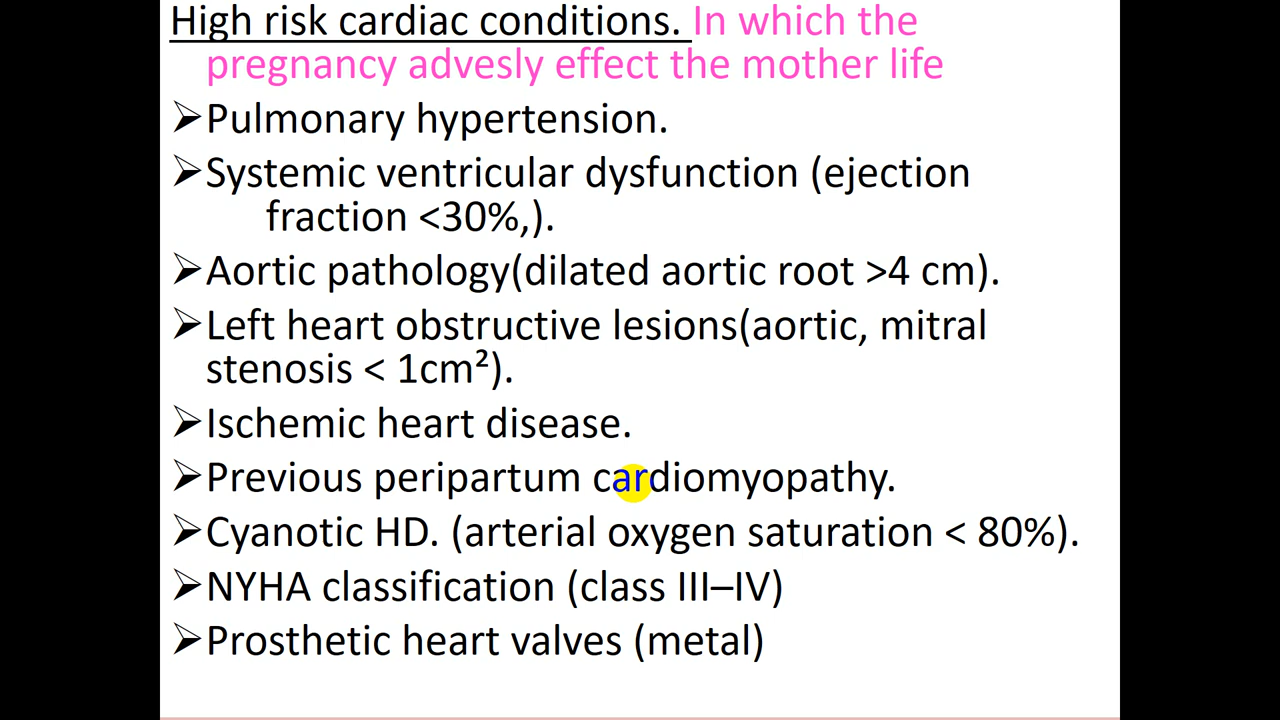 High risk cardiac conditions. In which the
pregnancy advesly effect the mother life
➢Pulmonary hypertension.
➢Systemic ventricular dysfunction (ejection
fraction <30%,).
➢Aortic pathology(dilated aortic root >4 cm).
➢Left heart obstructive lesions(aortic, mitral
stenosis < 1cm²).
➢Ischemic heart disease.
➢Previous peripartum cardiomyopathy.
➢Cyanotic HD. (arterial oxygen saturation < 80%).
➢NYHA classification (class III–IV)
➢Prosthetic heart valves (metal)